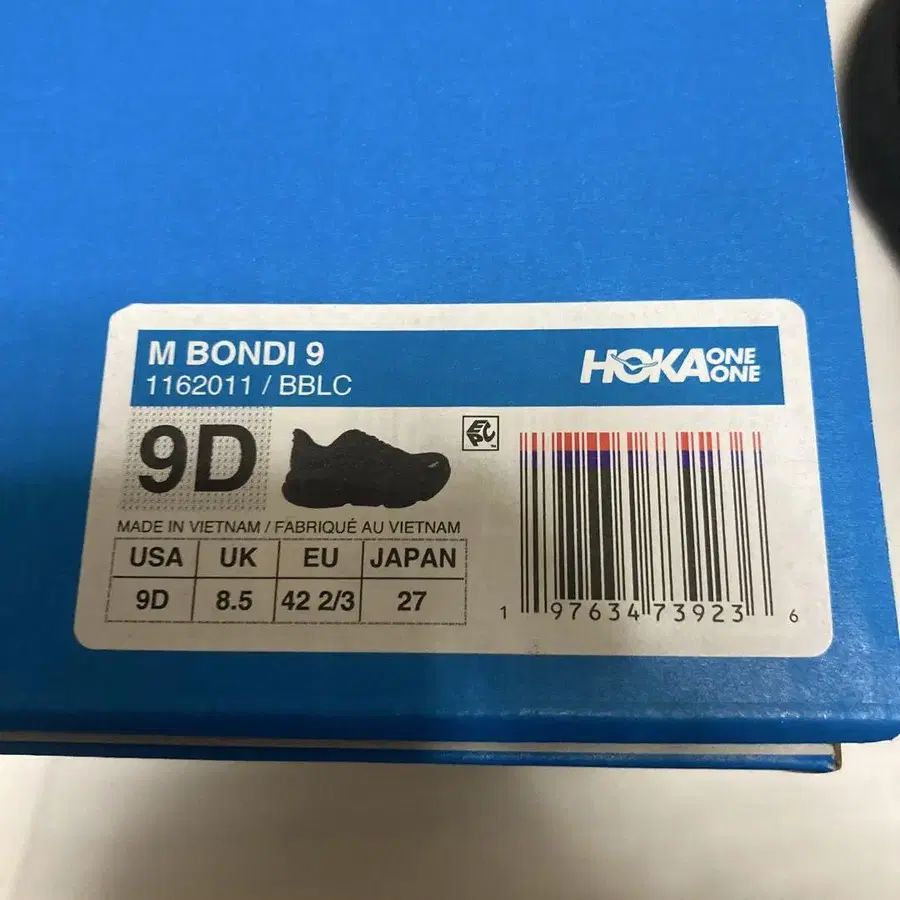 M BONDI 9
1162011 / BBLC
HOKA ONE ONE
9D
EPC
MADE IN VIETNAM / FABRIQUÉ AU VIETNAM
USA UK EU JAPAN
9D 8.5 42 2/3 27
1 97634 73923 6